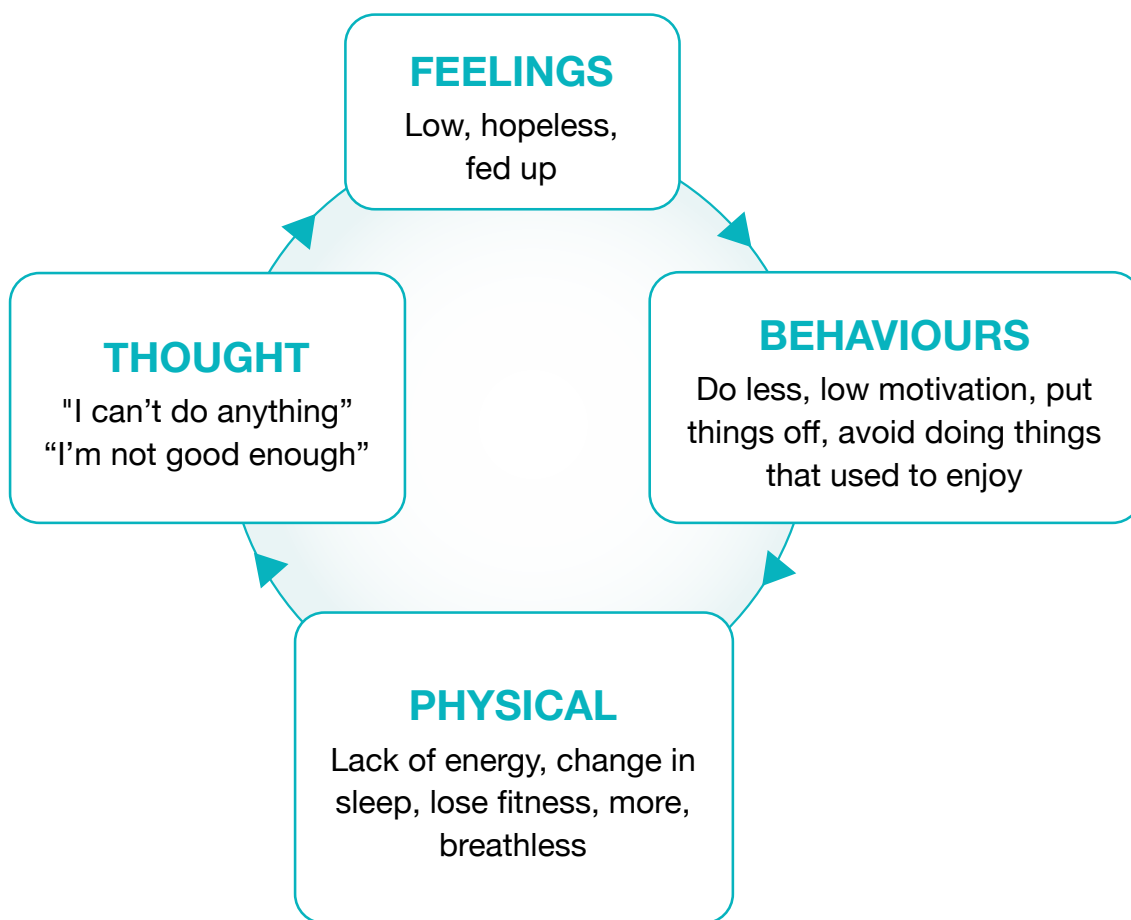 FEELINGS
Low, hopeless,
fed up
THOUGHT
"I can’t do anything”
“I’m not good enough”
BEHAVIOURS
Do less, low motivation, put
things off, avoid doing things
that used to enjoy
PHYSICAL
Lack of energy, change in
sleep, lose fitness, more,
breathless